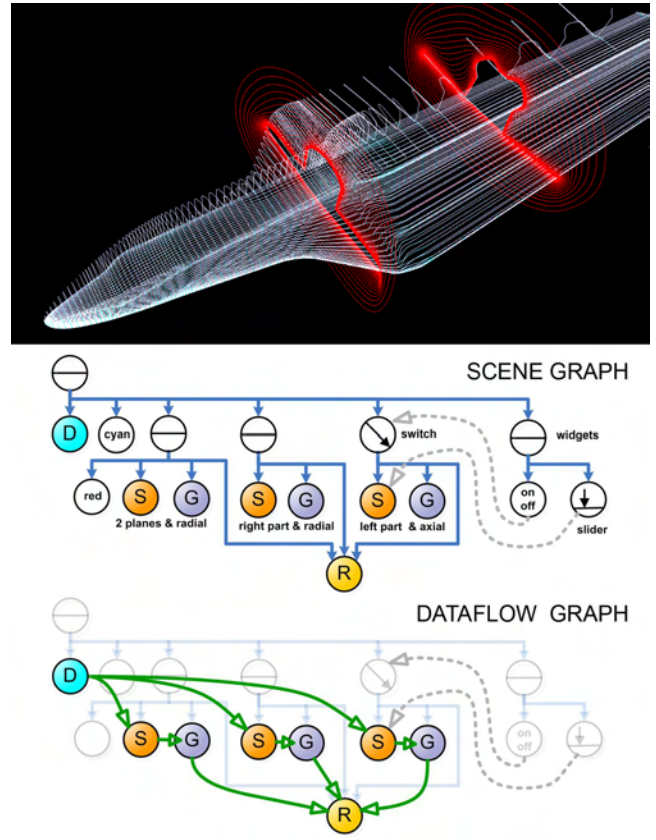 SCENE GRAPH
D
cyan
switch
widgets
red
S
G
S
G
S
G
on
off
2 planes & radial
right part & radial
left part & axial
slider
R
DATAFLOW GRAPH
D
S
G
S
G
S
G
on
off
R